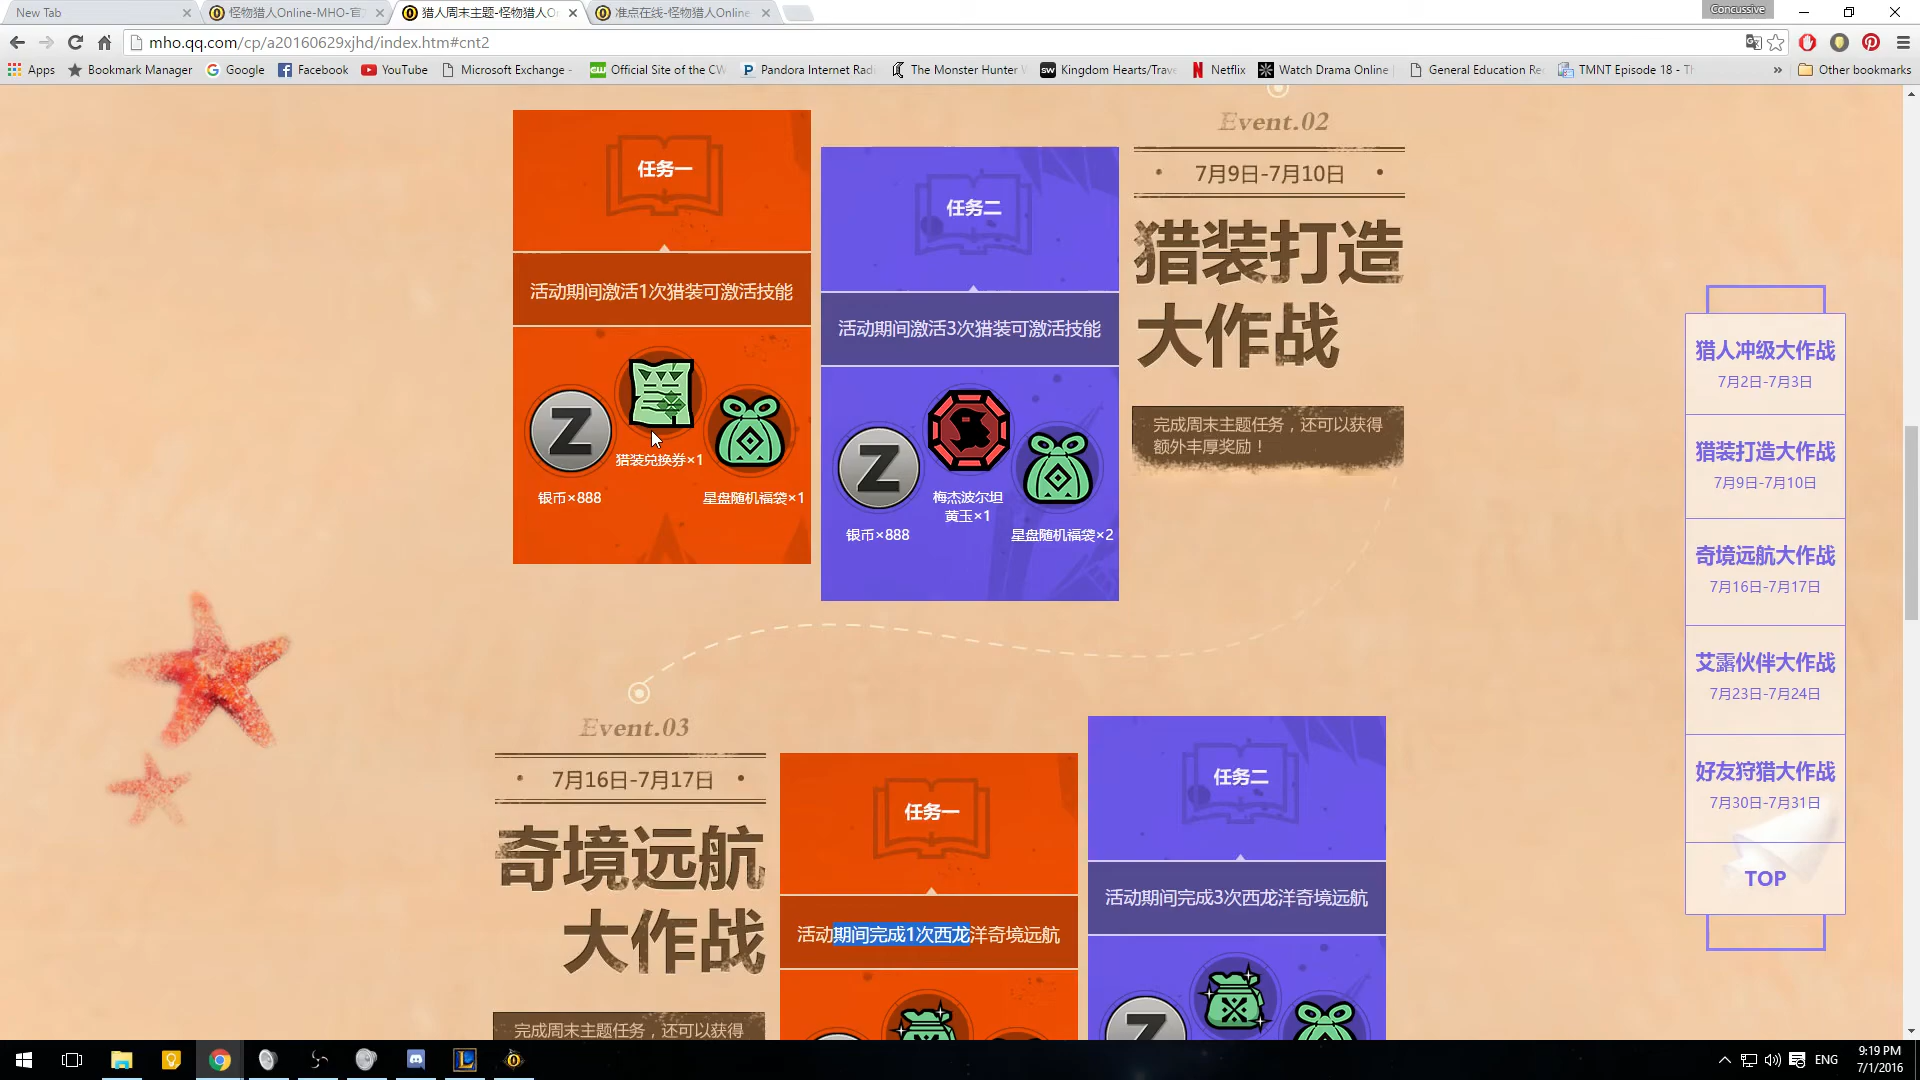 New Tab
怪物猎人Online-MHO-官
猎人周末主题-怪物猎人O
准点在线-怪物猎人Online
Concussive
mho.qq.com/cp/a20160629xjhd/index.htm#cnt2
Apps
Bookmark Manager
Google
Facebook
YouTube
Microsoft Exchange -
Official Site of the CW
Pandora Internet Radi
The Monster Hunter
Kingdom Hearts/Trave
Netflix
Watch Drama Online
General Education Re
TMNT Episode 18 - Th
»
Other bookmarks
任务一
活动期间激活1次猎装可激活技能
银币×888
猎装兑换券×1
星盘随机福袋×1
任务二
活动期间激活3次猎装可激活技能
银币×888
梅杰波尔坦
黄玉×1
星盘随机福袋×2
Event.02
7月9日-7月10日
猎装打造
大作战
完成周末主题任务，还可以获得
额外丰厚奖励！
Event.03
7月16日-7月17日
奇境远航
大作战
完成周末主题任务，还可以获得
任务一
活动期间完成1次西龙洋奇境远航
任务二
活动期间完成3次西龙洋奇境远航
猎人冲级大作战
7月2日-7月3日
猎装打造大作战
7月9日-7月10日
奇境远航大作战
7月16日-7月17日
艾露伙伴大作战
7月23日-7月24日
好友狩猎大作战
7月30日-7月31日
TOP
ENG
9:19 PM
7/1/2016